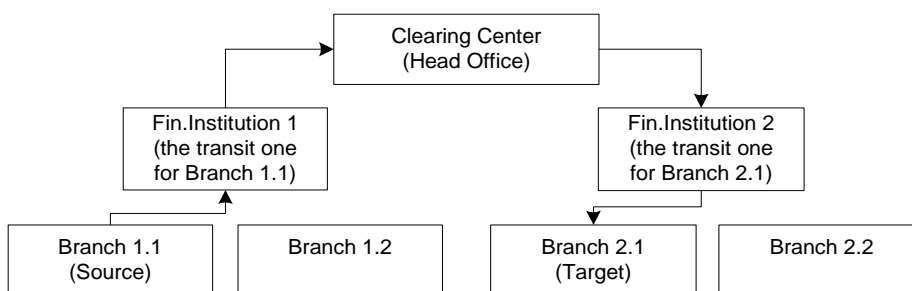 Clearing Center
(Head Office)
Fin.Institution 1
(the transit one
for Branch 1.1)
Fin.Institution 2
(the transit one
for Branch 2.1)
Branch 1.1
(Source)
Branch 1.2
Branch 2.1
(Target)
Branch 2.2